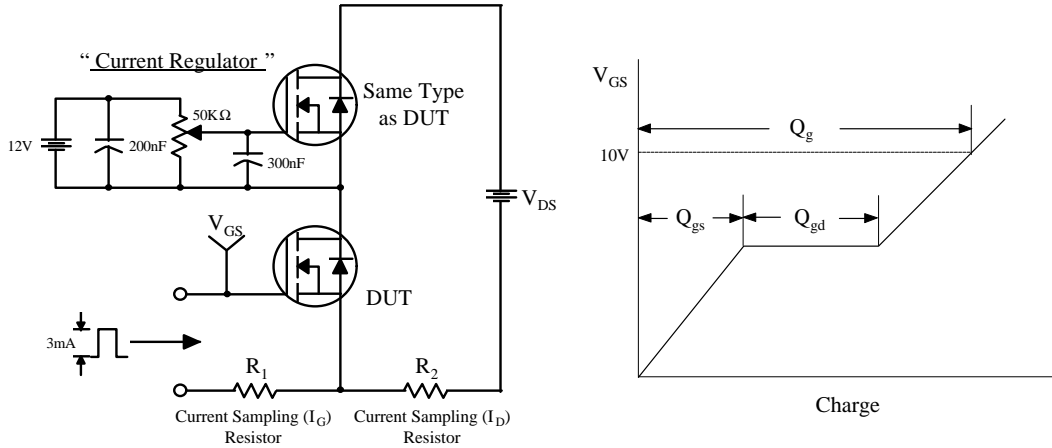 “ Current Regulator ”
12V
200nF
50KΩ
300nF
Same Type
as DUT
V_DS
V_GS
DUT
3mA
R_1
R_2
Current Sampling (I_G)
Resistor
Current Sampling (I_D)
Resistor
V_GS
Q_g
10V
Q_gs
Q_gd
Charge